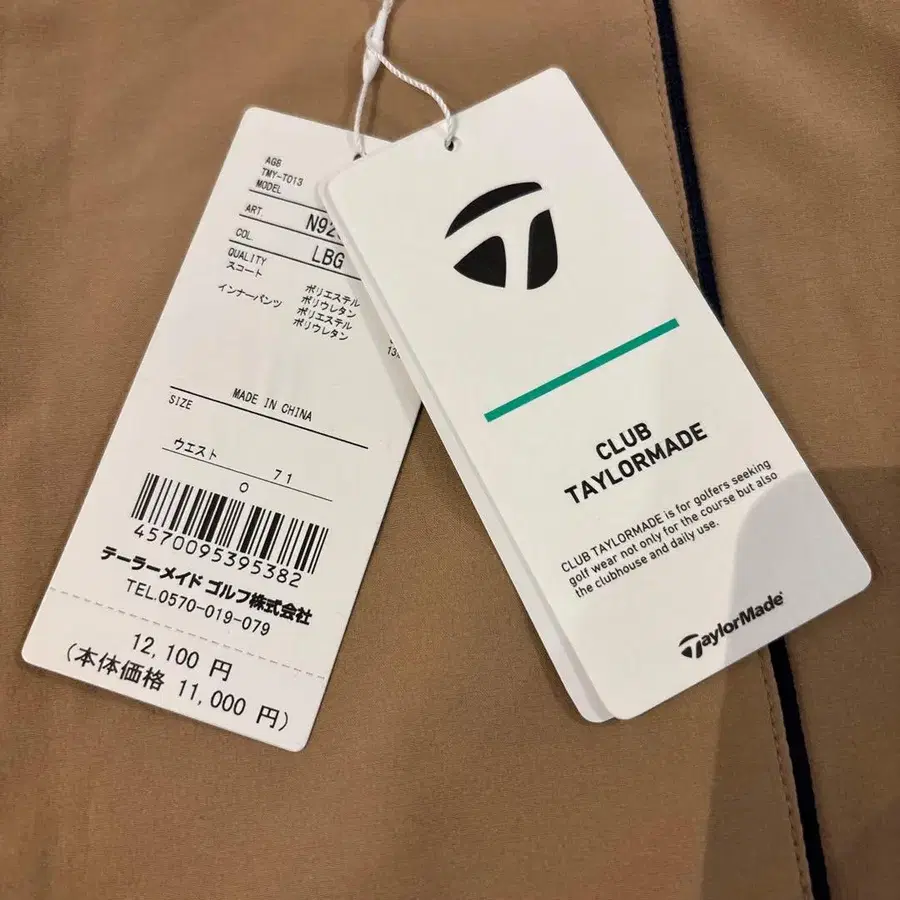 AGB
TMY-T013
MODEL
ART.
COL. LBG
QUALITY
スコート ポリエステル
ポリウレタン
インナーパンツ ポリエステル
ポリウレタン
MADE IN CHINA
SIZE
ウエスト 71
O
4570095395382
テーラーメイド ゴルフ株式会社
TEL.0570-019-079
12,100 円
(本体価格 11,000 円)
CLUB
TAYLORMADE
CLUB TAYLORMADE is for golfers seeking
golf wear not only for the course but also
the clubhouse and daily use.
TaylorMade